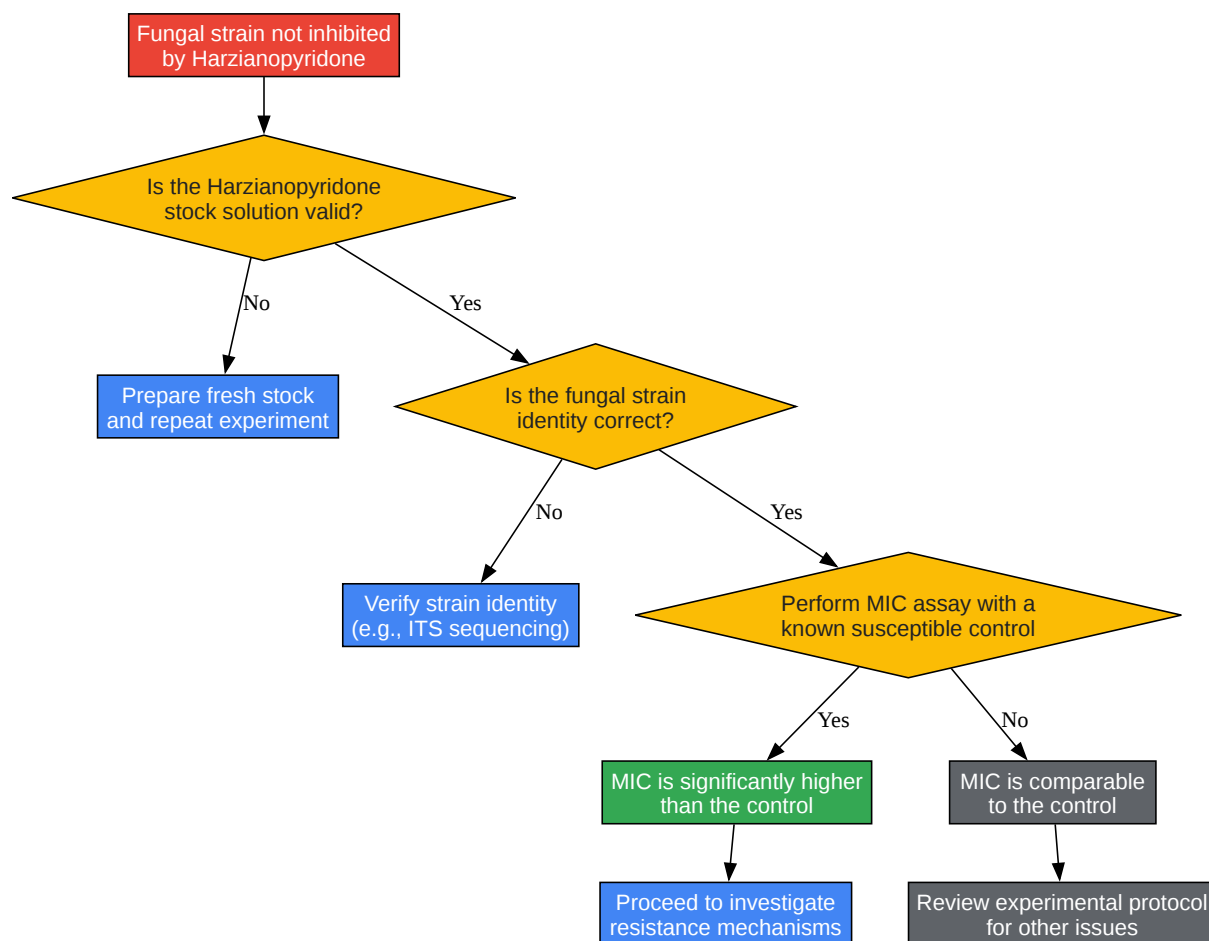 Fungal strain not inhibited
by Harzianopyridone
Is the Harzianopyridone
stock solution valid?
No
Yes
Prepare fresh stock
and repeat experiment
Is the fungal strain
identity correct?
No
Yes
Verify strain identity
(e.g., ITS sequencing)
Perform MIC assay with a
known susceptible control
Yes
No
MIC is significantly higher
than the control
MIC is comparable
to the control
Proceed to investigate
resistance mechanisms
Review experimental protocol
for other issues